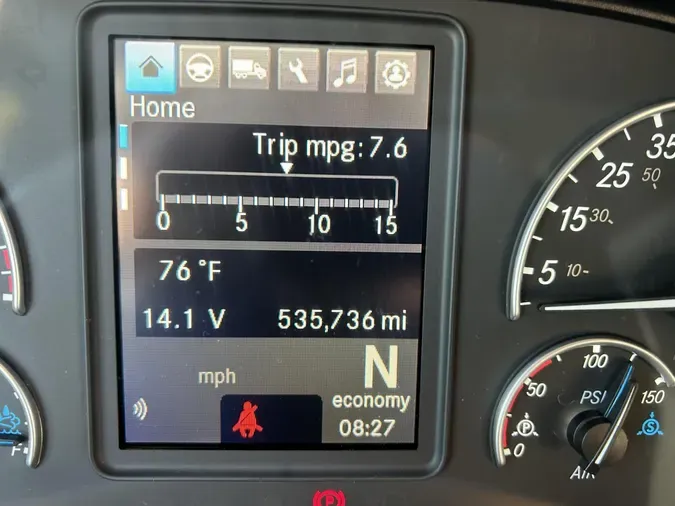 Home
Trip mpg: 7.6
0 5 10 15
76°F
14.1 V 535,736 mi
mph
N
economy
08:27
35
25 50
15 30
5 10
100
50 PSI 150
P S
0
AIR
F
P